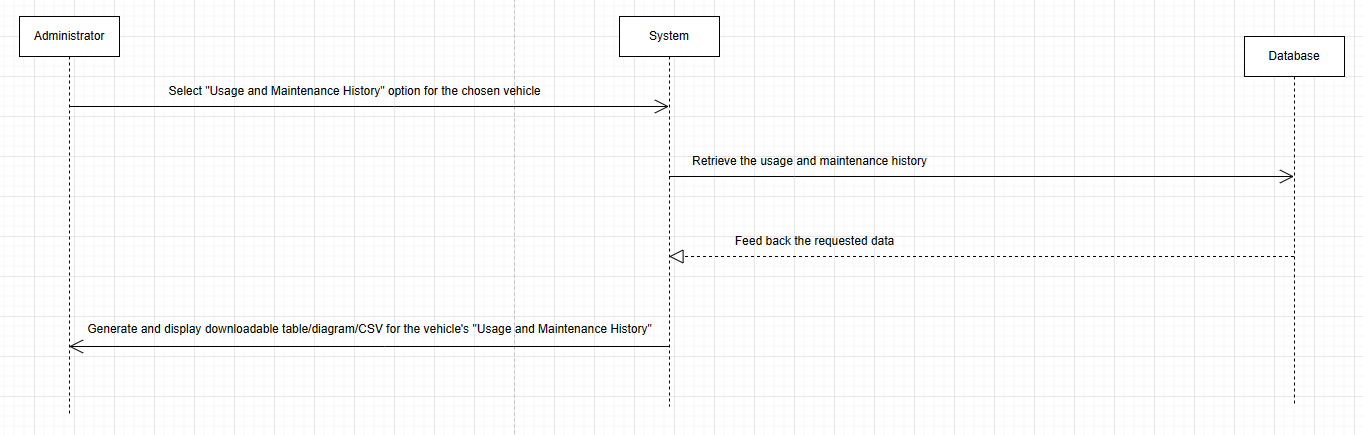 Administrator
System
Database
Select "Usage and Maintenance History" option for the chosen vehicle
Retrieve the usage and maintenance history
Feed back the requested data
Generate and display downloadable table/diagram/CSV for the vehicle's "Usage and Maintenance History"